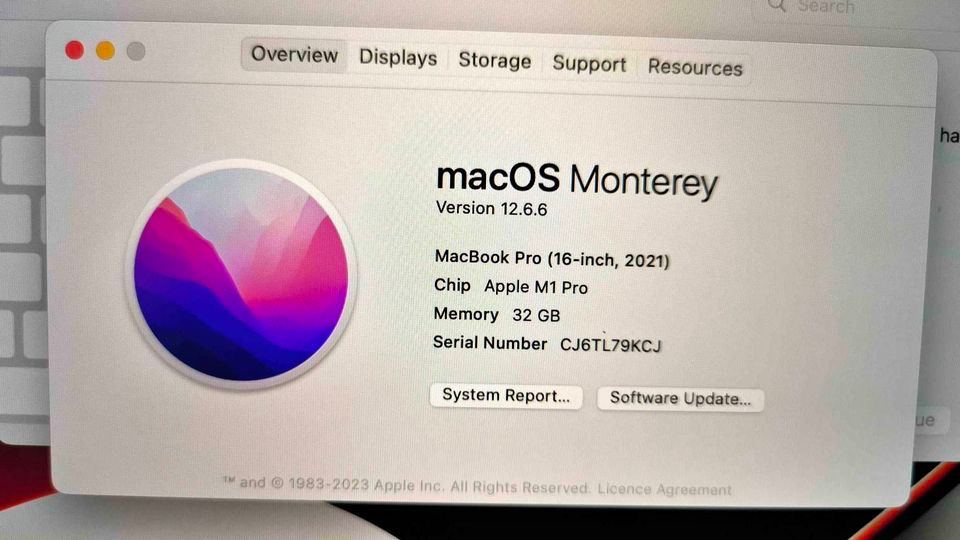 Search
Overview Displays Storage Support Resources
ha
macOS Monterey
Version 12.6.6
MacBook Pro (16-inch, 2021)
Chip Apple M1 Pro
Memory 32 GB
Serial Number CJ6TL79KCJ
System Report... Software Update...
ue
™ and © 1983-2023 Apple Inc. All Rights Reserved. Licence Agreement